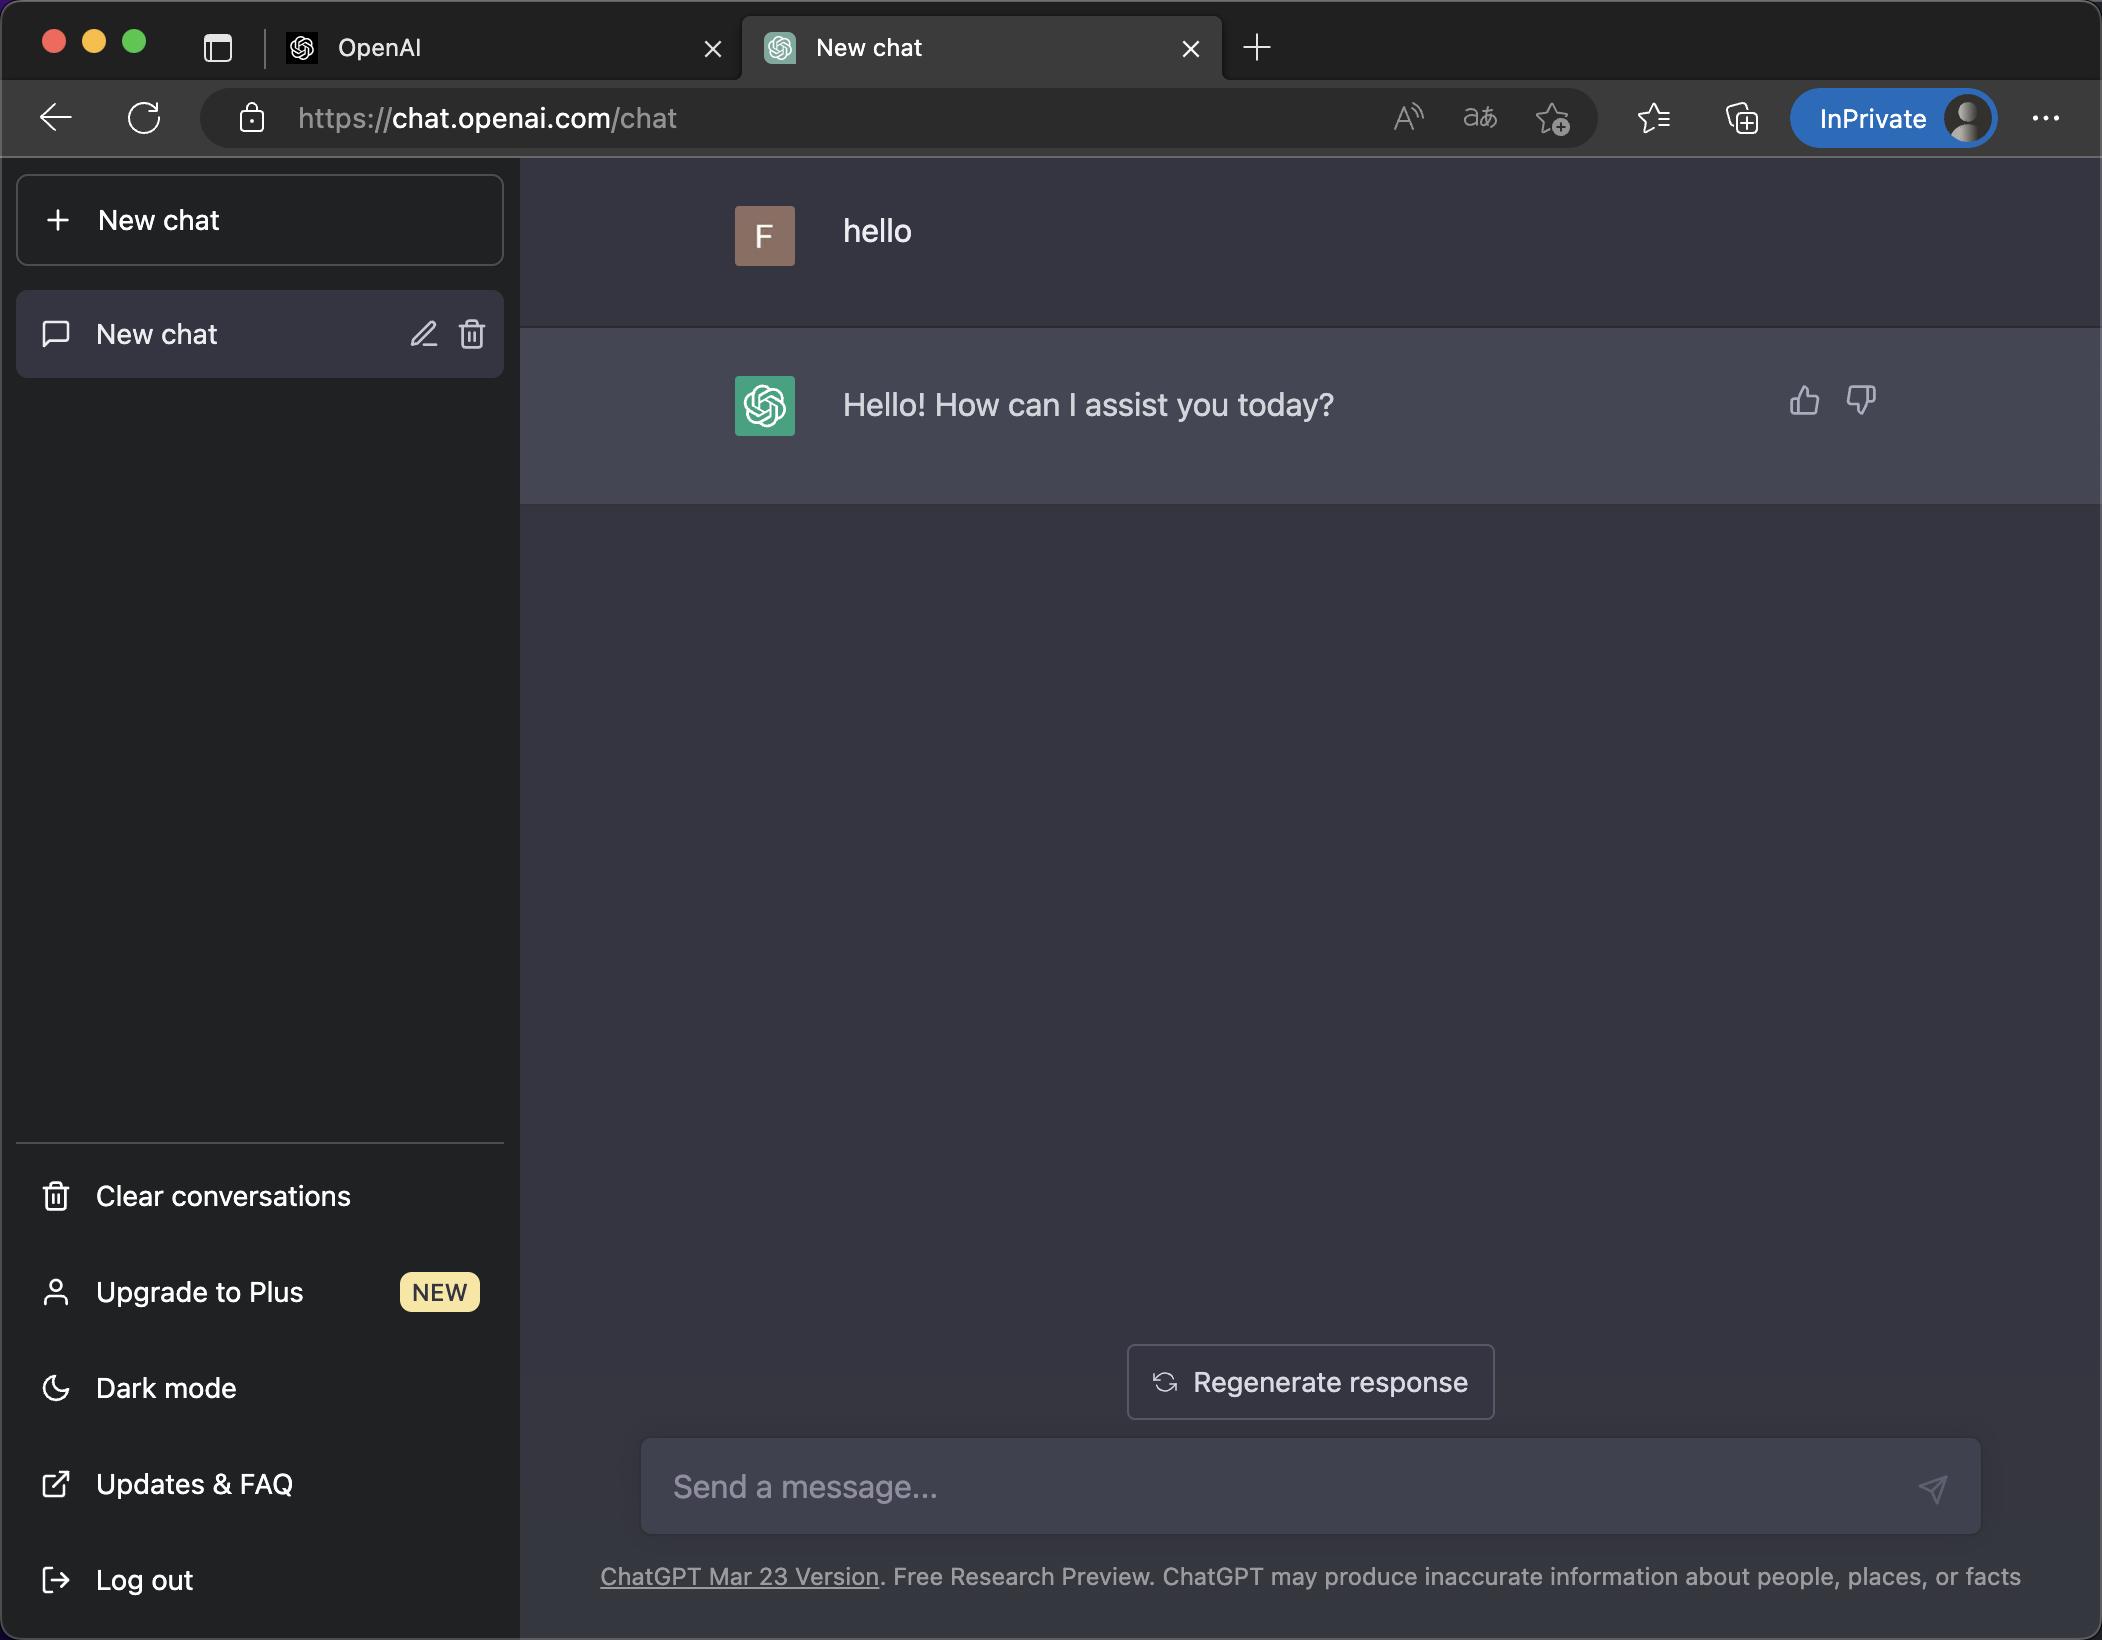 OpenAI
New chat
https://chat.openai.com/chat
aあ
InPrivate
New chat
New chat
F
hello
Hello! How can I assist you today?
Clear conversations
Upgrade to Plus NEW
Dark mode
Updates & FAQ
Log out
Regenerate response
Send a message...
ChatGPT Mar 23 Version. Free Research Preview. ChatGPT may produce inaccurate information about people, places, or facts